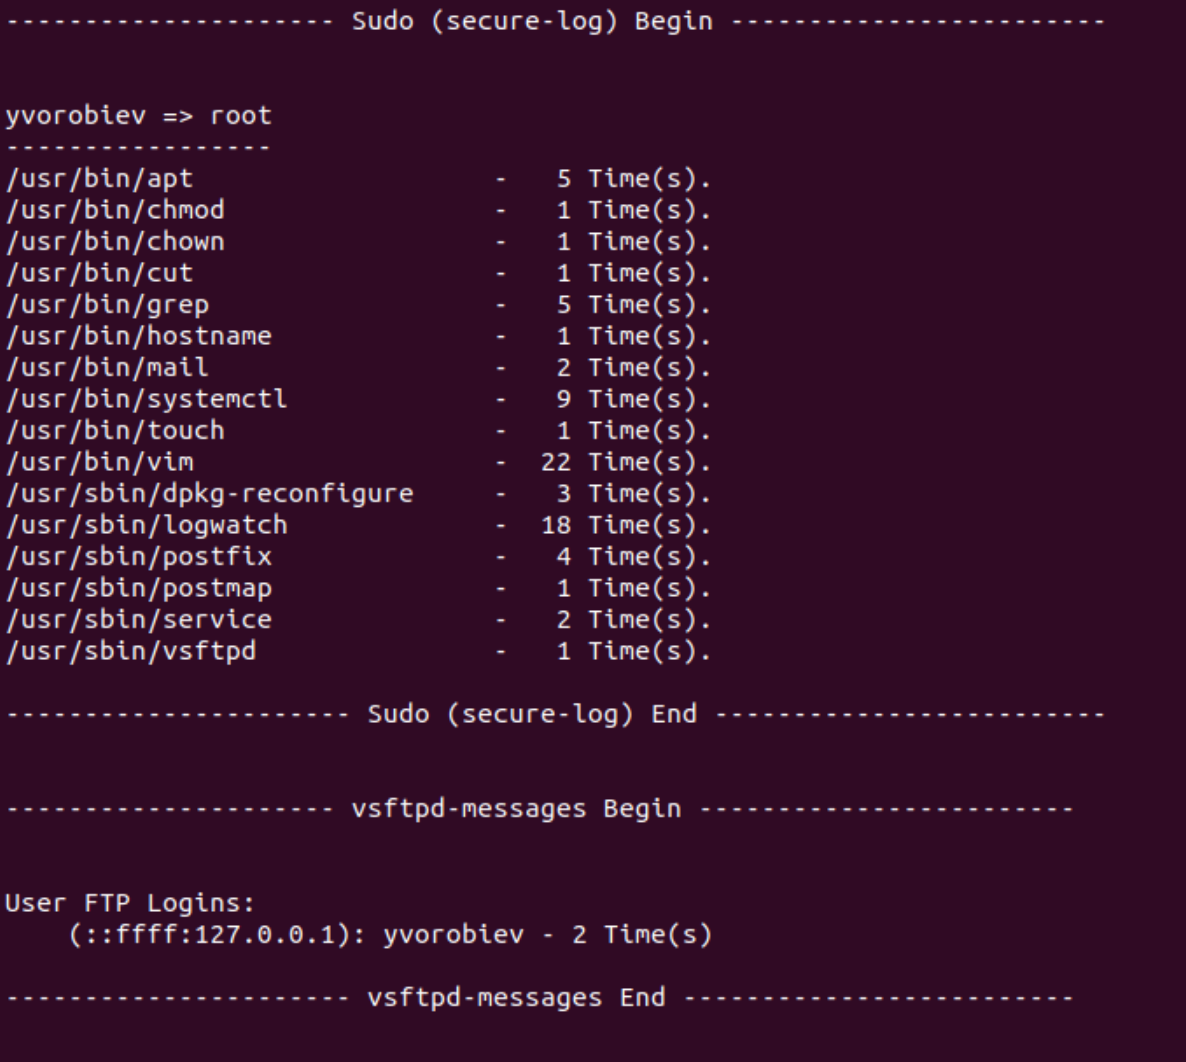 --------------------- Sudo (secure-log) Begin ------------------------
yvorobiev => root
-----------------
/usr/bin/apt                   -   5 Time(s).
/usr/bin/chmod                 -   1 Time(s).
/usr/bin/chown                 -   1 Time(s).
/usr/bin/cut                   -   1 Time(s).
/usr/bin/grep                  -   5 Time(s).
/usr/bin/hostname              -   1 Time(s).
/usr/bin/mail                  -   2 Time(s).
/usr/bin/systemctl             -   9 Time(s).
/usr/bin/touch                 -   1 Time(s).
/usr/bin/vim                   -  22 Time(s).
/usr/sbin/dpkg-reconfigure     -   3 Time(s).
/usr/sbin/logwatch             -  18 Time(s).
/usr/sbin/postfix              -   4 Time(s).
/usr/sbin/postmap              -   1 Time(s).
/usr/sbin/service              -   2 Time(s).
/usr/sbin/vsftpd               -   1 Time(s).
---------------------- Sudo (secure-log) End -------------------------
--------------------- vsftpd-messages Begin ------------------------
User FTP Logins:
    (::ffff:127.0.0.1): yvorobiev - 2 Time(s)
---------------------- vsftpd-messages End -------------------------